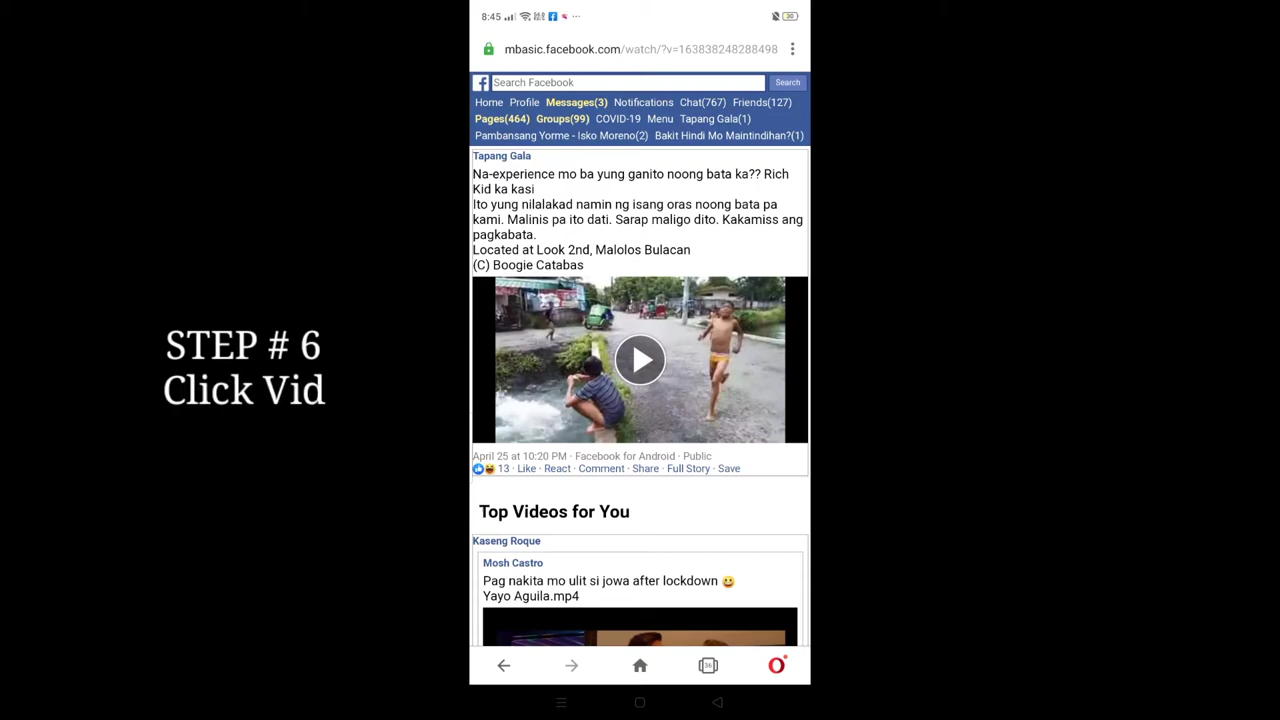 8:45
30
mbasic.facebook.com/watch/?v=163838248288498
Search Facebook
Search
Home Profile Messages(3) Notifications Chat(767) Friends(127)
Pages(464) Groups(99) COVID-19 Menu Tapang Gala(1)
Pambansang Yorme - Isko Moreno(2) Bakit Hindi Mo Maintindihan?(1)
Tapang Gala
Na-experience mo ba yung ganito noong bata ka?? Rich
Kid ka kasi
Ito yung nilalakad namin ng isang oras noong bata pa
kami. Malinis pa ito dati. Sarap maligo dito. Kakamiss ang
pagkabata.
Located at Look 2nd, Malolos Bulacan
(C) Boogie Catabas
STEP # 6
Click Vid
April 25 at 10:20 PM · Facebook for Android · Public
13 · Like · React · Comment · Share · Full Story · Save
Top Videos for You
Kaseng Roque
Mosh Castro
Pag nakita mo ulit si jowa after lockdown 😀
Yayo Aguila.mp4
36